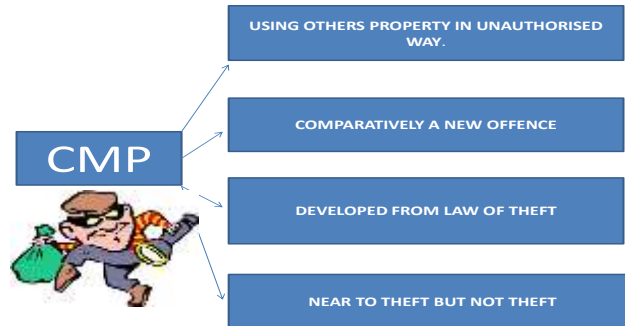 USING OTHERS PROPERTY IN UNAUTHORISED
WAY.
COMPARATIVELY A NEW OFFENCE
CMP
DEVELOPED FROM LAW OF THEFT
NEAR TO THEFT BUT NOT THEFT